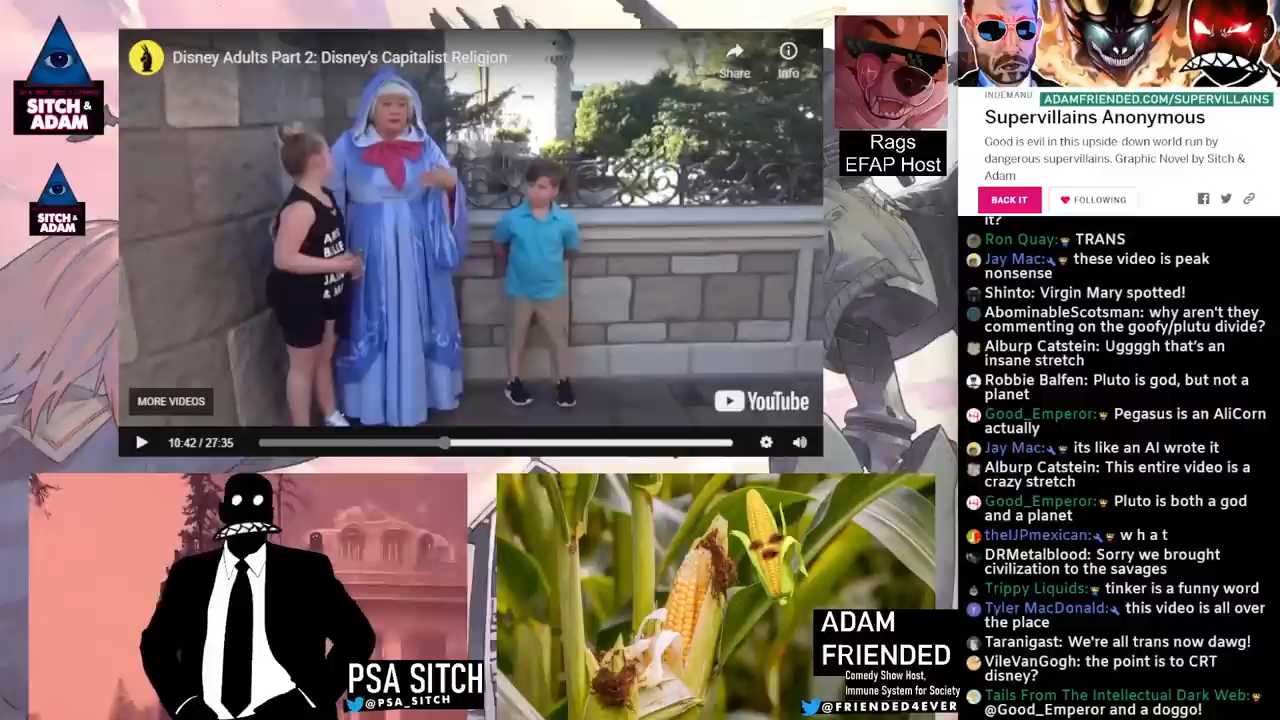 SITCH &
ADAM
SITCH &
ADAM
Disney Adults Part 2: Disney's Capitalist Religion
Share
Info
MORE VIDEOS
YouTube
10:42 / 27:35
Rags
EFAP Host
INDEMAND
ADAMFRIENDED.COM/SUPERVILLAINS
Supervillains Anonymous
Good is evil in this upside-down world run by
dangerous supervillains. Graphic Novel by Sitch &
Adam
BACK IT
FOLLOWING
it?
Ron Quay: TRANS
Jay Mac: these video is peak
nonsense
Shinto: Virgin Mary spotted!
AbominableScotsman: why aren't they
commenting on the goofy/plutu divide?
Alburp Catstein: Uggggh that's an
insane stretch
Robbie Balfen: Pluto is god, but not a
planet
Good_Emperor: Pegasus is an AliCorn
actually
Jay Mac: its like an AI wrote it
Alburp Catstein: This entire video is a
crazy stretch
Good_Emperor: Pluto is both a god
and a planet
theIJPmexican: w h a t
DRMetalblood: Sorry we brought
civilization to the savages
Trippy Liquids: tinker is a funny word
Tyler MacDonald: this video is all over
the place
Taranigast: We're all trans now dawg!
VileVanGogh: the point is to CRT
disney?
Tails From The Intellectual Dark Web:
@Good_Emperor and a doggo!
PSA SITCH
@PSA_SITCH
ADAM
FRIENDED
Comedy Show Host,
Immune System for Society
@FRIENDED4EVER